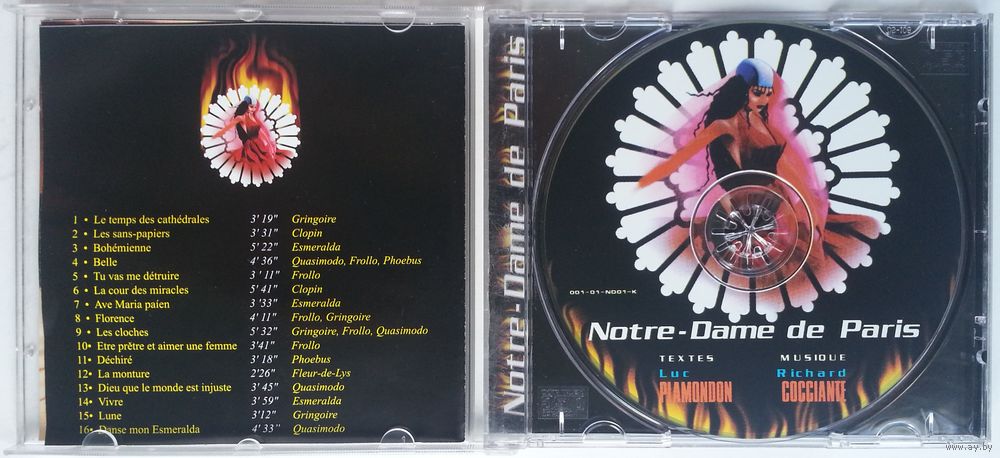 1 • Le temps des cathédrales 3' 19" Gringoire
2 • Les sans-papiers 3' 31" Clopin
3 • Bohémienne 5' 22" Esmeralda
4 • Belle 4' 36" Quasimodo, Frollo, Phoebus
5 • Tu vas me détruire 3' 11" Frollo
6 • La cour des miracles 5' 41" Clopin
7 • Ave Maria paien 3' 33" Esmeralda
8 • Florence 4' 11" Frollo, Gringoire
9 • Les cloches 5' 32" Gringoire, Frollo, Quasimodo
10• Etre prêtre et aimer une femme 3'41" Frollo
11• Déchiré 3' 18" Phoebus
12• La monture 2'26" Fleur-de-Lys
13• Dieu que le monde est injuste 3' 45" Quasimodo
14• Vivre 3' 59" Esmeralda
15• Lune 3'12" Gringoire
16• Danse mon Esmeralda 4' 33" Quasimodo
Notre-Dame de Paris
001-01-N001-K
Notre-Dame de Paris
TEXTES MUSIQUE
Luc Richard
PIAMONDON COCCIANTE
www.ay.by